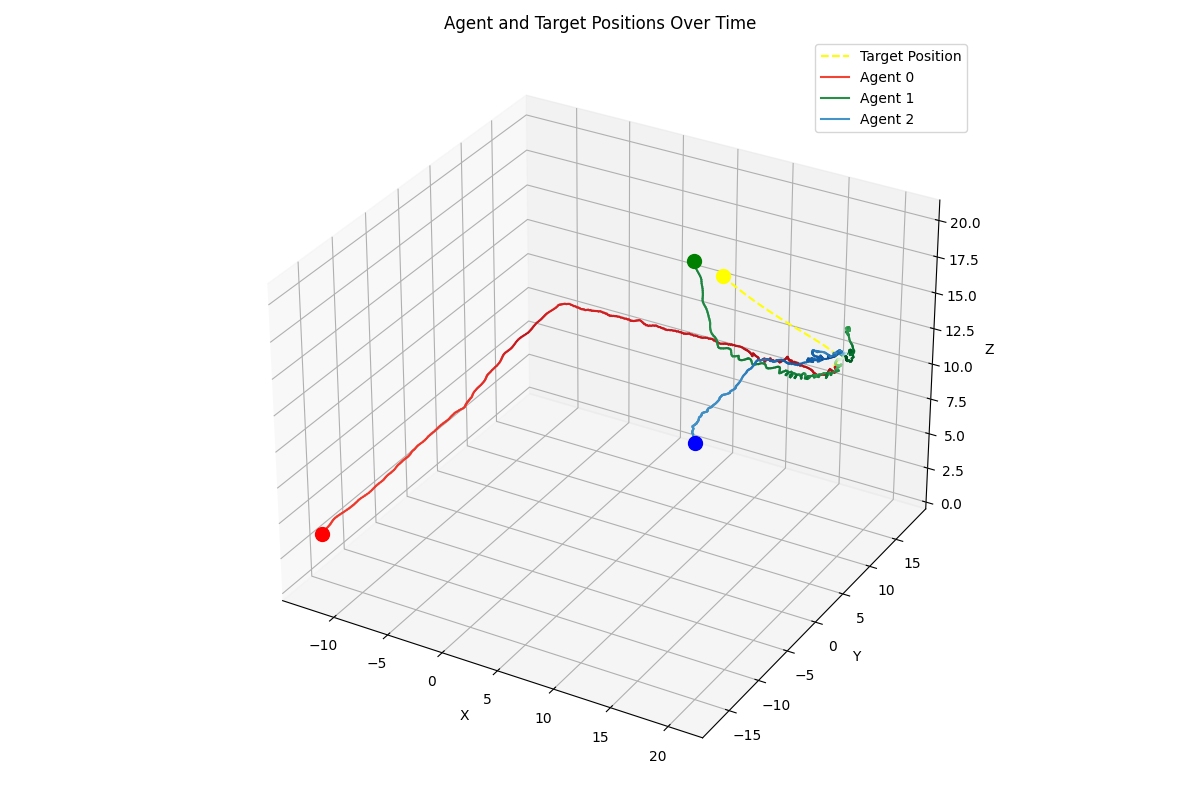 Agent and Target Positions Over Time
Target Position
Agent 0
Agent 1
Agent 2
20.0
17.5
15.0
12.5
10.0
7.5
5.0
2.5
0.0
Z
15
10
5
0
−5
−10
−15
Y
−10
−5
0
5
10
15
20
X